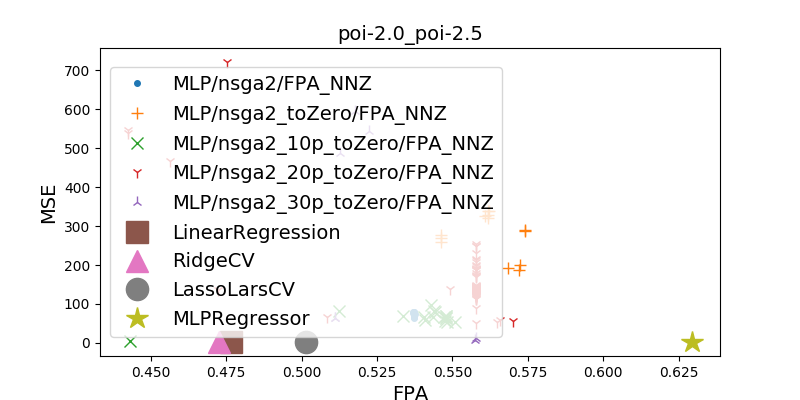 poi-2.0_poi-2.5
700
600
500
400
300
200
100
0
MSE
MLP/nsga2/FPA_NNZ
MLP/nsga2_toZero/FPA_NNZ
MLP/nsga2_10p_toZero/FPA_NNZ
MLP/nsga2_20p_toZero/FPA_NNZ
MLP/nsga2_30p_toZero/FPA_NNZ
LinearRegression
RidgeCV
LassoLarsCV
MLPRegressor
0.450 0.475 0.500 0.525 0.550 0.575 0.600 0.625
FPA